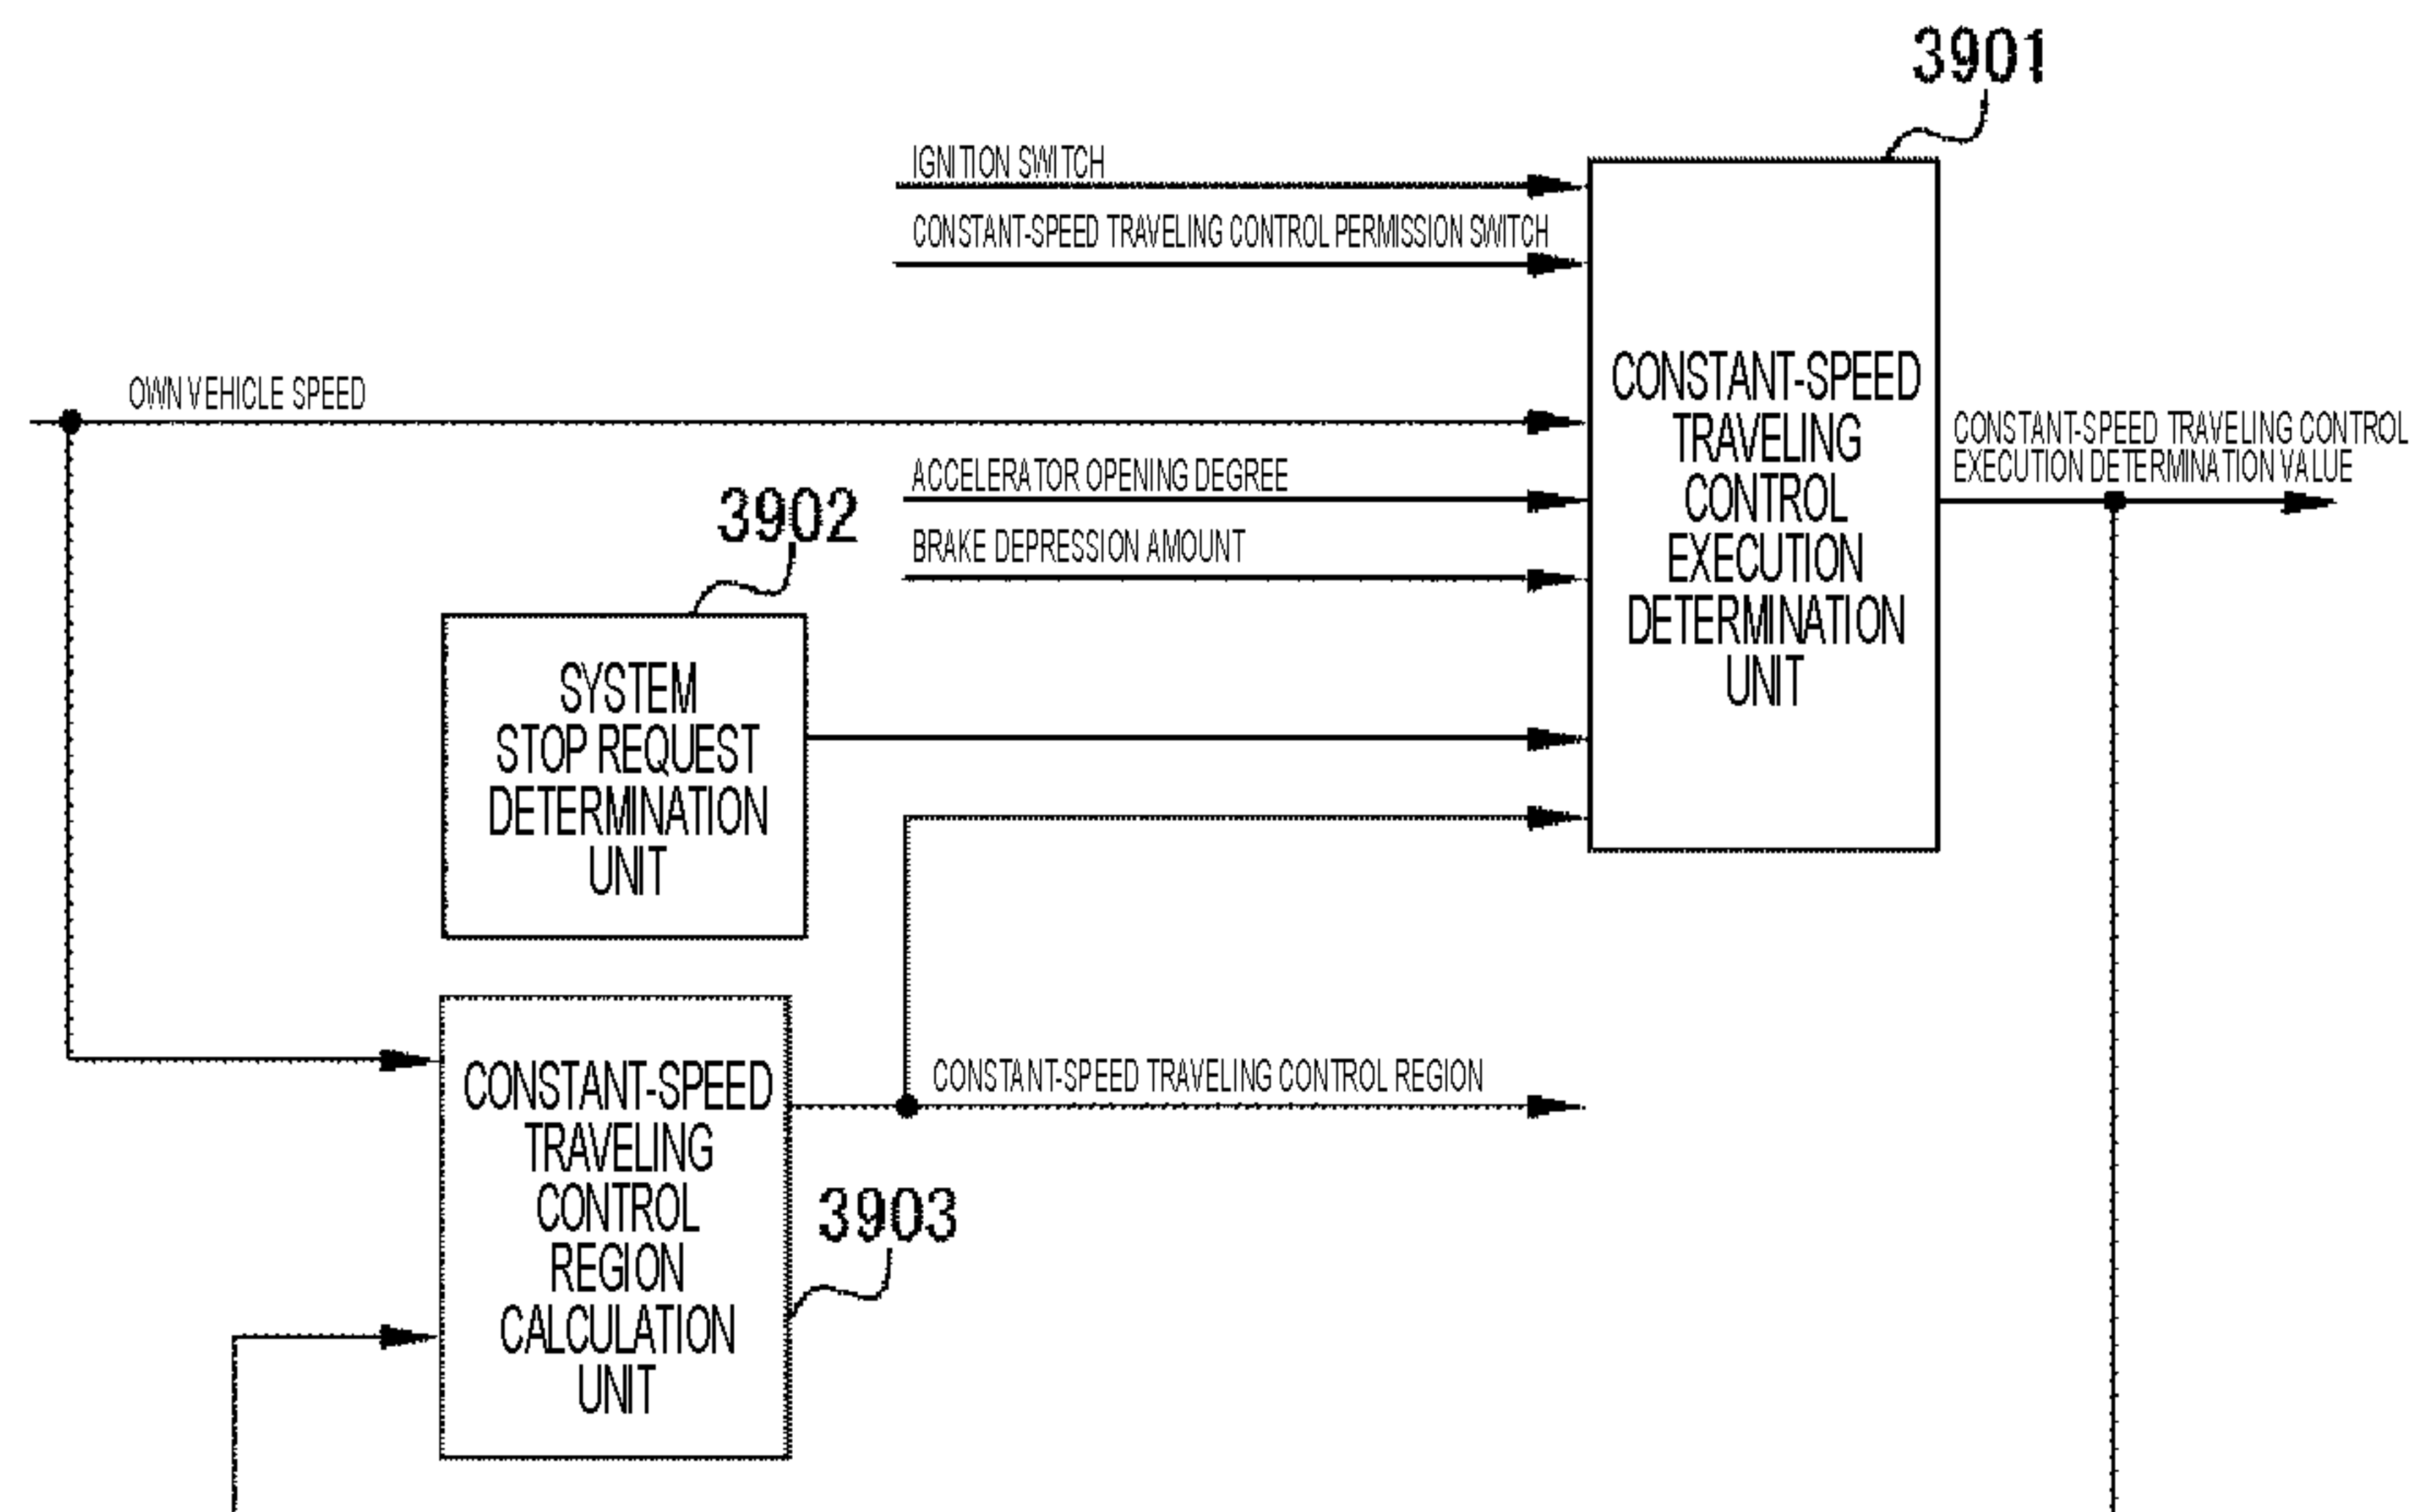 3901
IGNITION SWITCH
CONSTANT-SPEED TRAVELING CONTROL PERMISSION SWITCH
OWN VEHICLE SPEED
ACCELERATOR OPENING DEGREE
BRAKE DEPRESSION AMOUNT
CONSTANT-SPEED
TRAVELING
CONTROL
EXECUTION
DETERMINATION
UNIT
CONSTANT-SPEED TRAVELING CONTROL
EXECUTION DETERMINATION VALUE
3902
SYSTEM
STOP REQUEST
DETERMINATION
UNIT
CONSTANT-SPEED
TRAVELING
CONTROL
REGION
CALCULATION
UNIT
CONSTANT-SPEED TRAVELING CONTROL REGION
3903